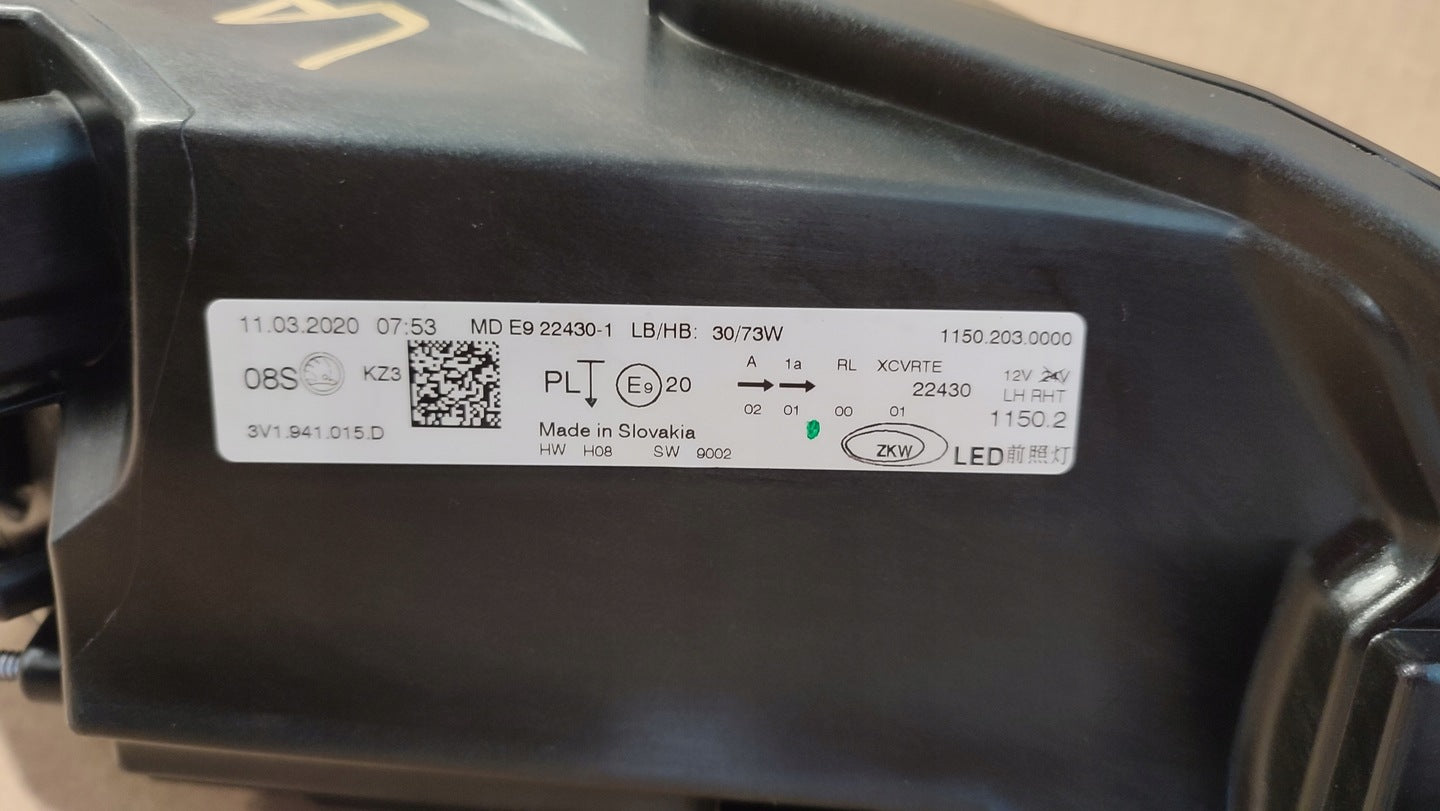 11.03.2020 07:53 MD E9 22430-1 LB/HB: 30/73W 1150.203.0000
A 1a RL XCVRTE
08S KZ3 PL E9 20 22430 12V 24V
LH RHT
02 01 00 01 1150.2
3V1.941.015.D Made in Slovakia
HW H08 SW 9002 ZKW LED前照灯